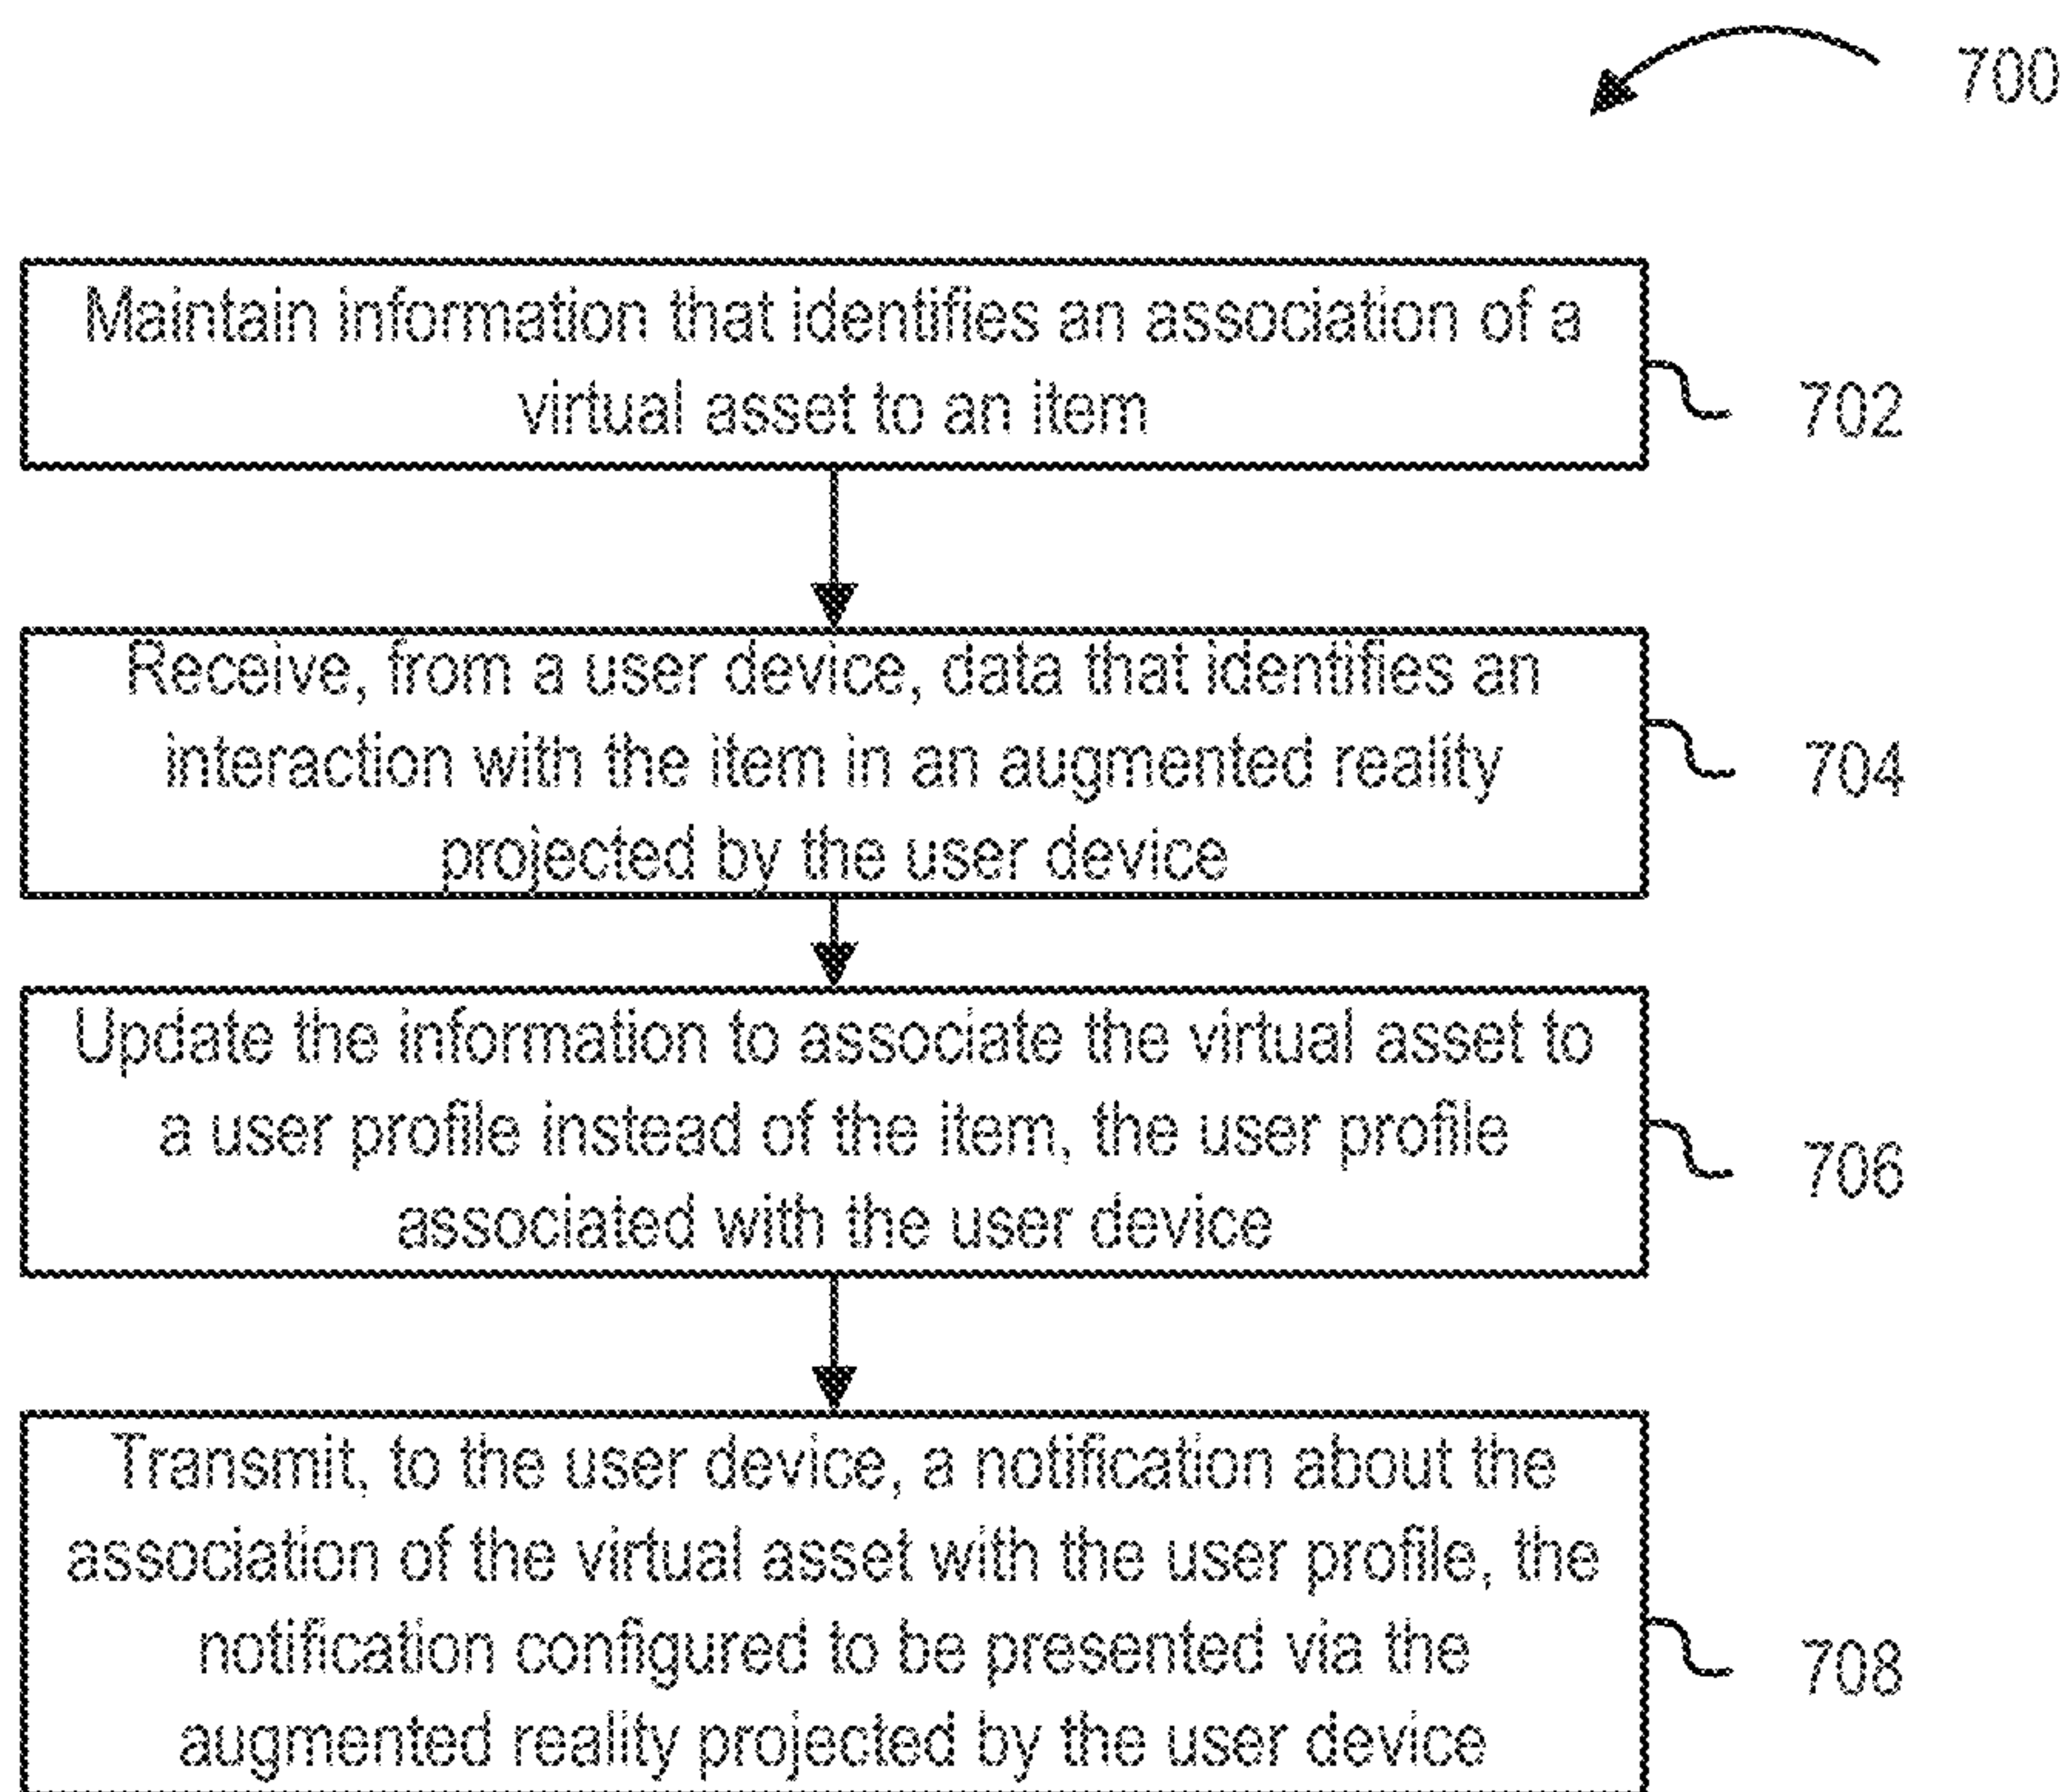 700
Maintain information that identifies an association of a
virtual asset to an item
702
Receive, from a user device, data that identifies an
interaction with the item in an augmented reality
projected by the user device
704
Update the information to associate the virtual asset to
a user profile instead of the item, the user profile
associated with the user device
706
Transmit, to the user device, a notification about the
association of the virtual asset with the user profile, the
notification configured to be presented via the
augmented reality projected by the user device
708